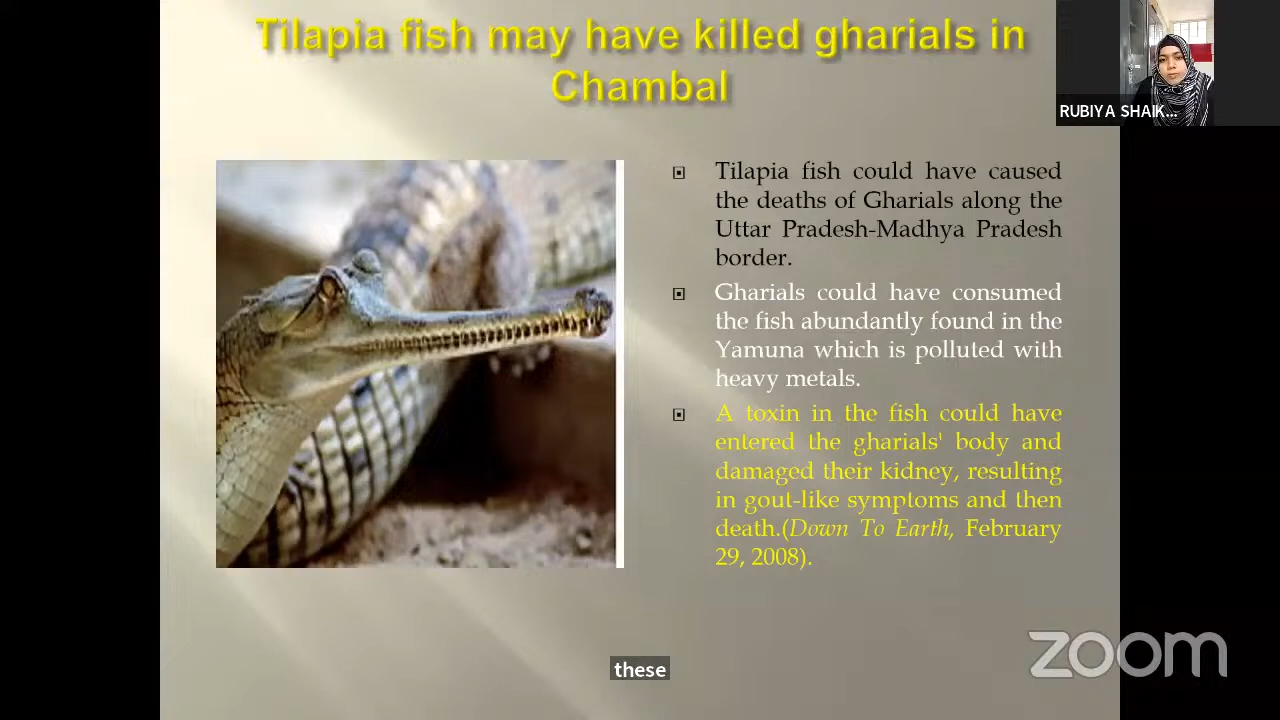 Tilapia fish may have killed gharials in
Chambal
RUBIYA SHAIK...
Tilapia fish could have caused
the deaths of Gharials along the
Uttar Pradesh-Madhya Pradesh
border.
Gharials could have consumed
the fish abundantly found in the
Yamuna which is polluted with
heavy metals.
A toxin in the fish could have
entered the gharials' body and
damaged their kidney, resulting
in gout-like symptoms and then
death.(Down To Earth, February
29, 2008).
zoom
these